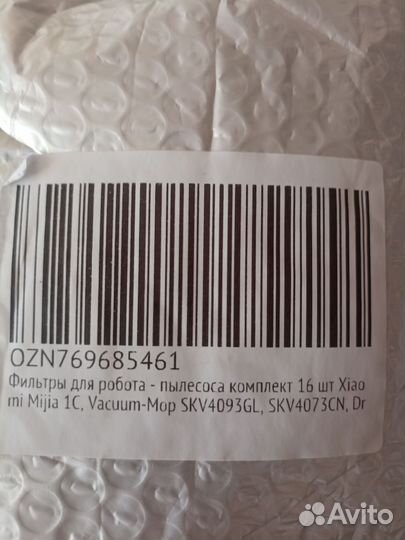 OZN769685461
Фильтры для робота - пылесоса комплект 16 шт Xiao
mi Mijia 1C, Vacuum-Mop SKV4093GL, SKV4073CN, Dr
Avito